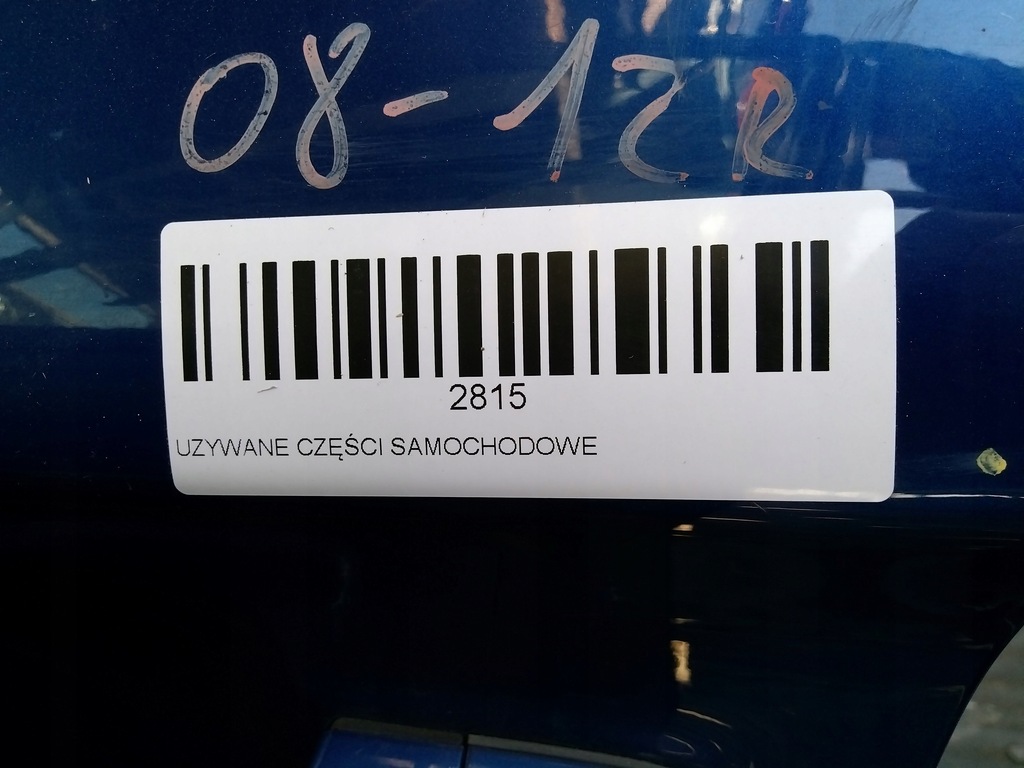 08-12R
2815
UZYWANE CZĘŚCI SAMOCHODOWE